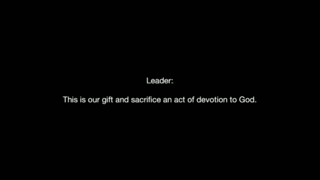 Leader:
This is our gift and sacrifice an act of devotion to God.